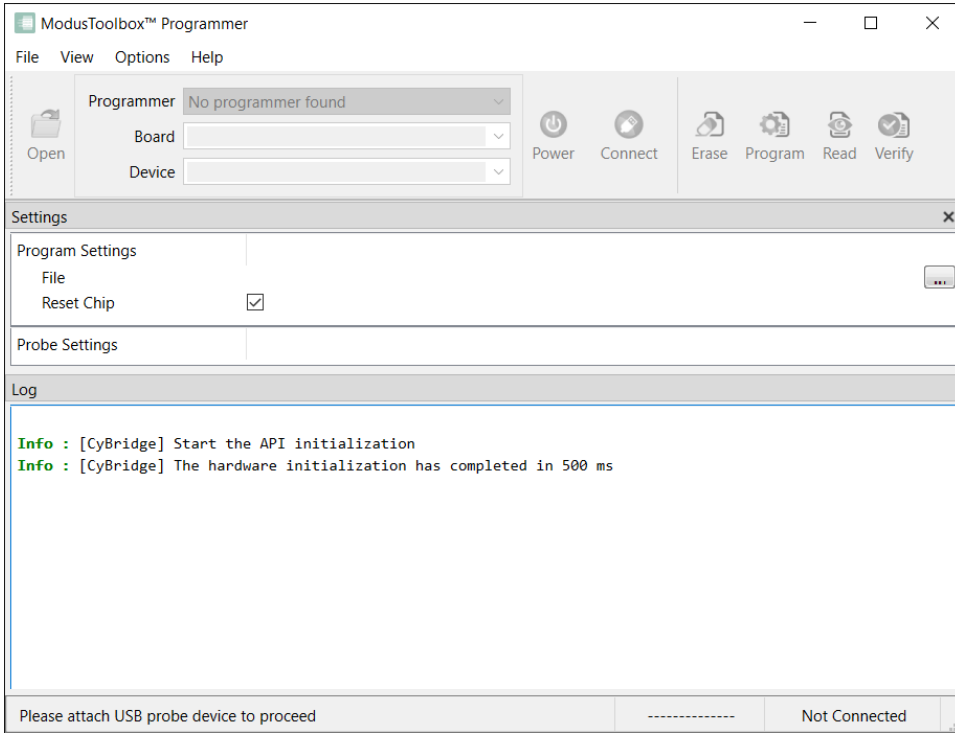 ModusToolbox™ Programmer
File View Options Help
Open
Programmer No programmer found
Board
Device
Power Connect Erase Program Read Verify
Settings
Program Settings
File
...
Reset Chip
Probe Settings
Log
Info : [CyBridge] Start the API initialization
Info : [CyBridge] The hardware initialization has completed in 500 ms
Please attach USB probe device to proceed
--------------
Not Connected